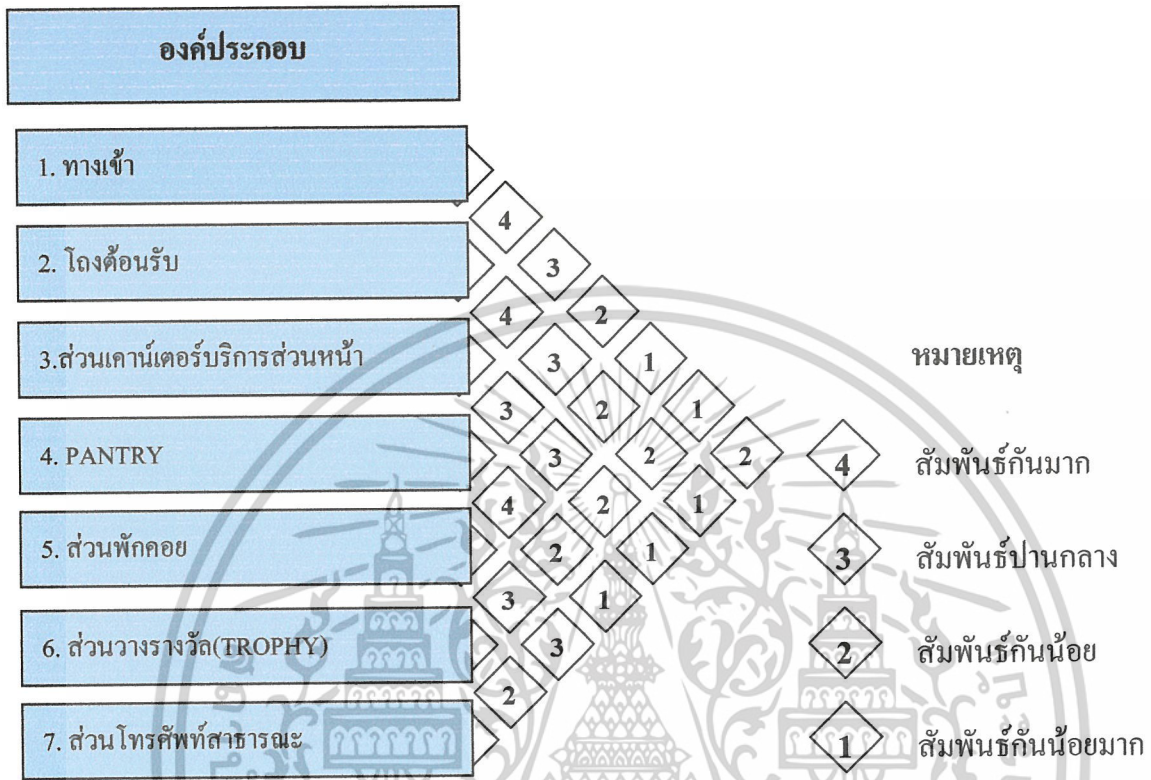 องค์ประกอบ
1. ทางเข้า
4
2. โถงต้อนรับ
3
4 2
3.ส่วนเคาน์เตอร์บริการส่วนหน้า
3 1
3 2 1
4. PANTRY
3 2 2
4 2 1
5. ส่วนพักคอย
2 1
3 1
6. ส่วนวางรางวัล(TROPHY)
3
2
7. ส่วนโทรศัพท์สาธารณะ
หมายเหตุ
4 สัมพันธ์กันมาก
3 สัมพันธ์ปานกลาง
2 สัมพันธ์กันน้อย
1 สัมพันธ์กันน้อยมาก